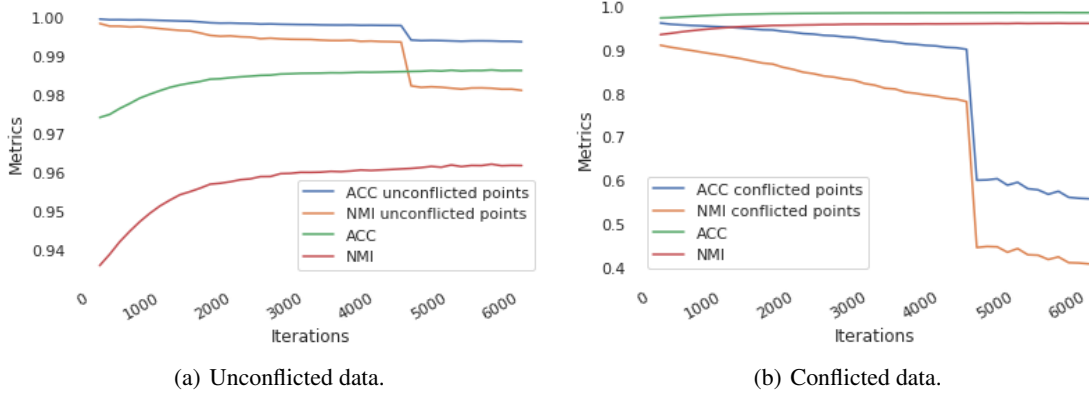 1.00
0.99
0.98
0.97
0.96
0.95
0.94
Metrics
ACC unconflicted points
NMI unconflicted points
ACC
NMI
0
1000
2000
3000
4000
5000
6000
Iterations
(a) Unconflicted data.
1.0
0.9
0.8
0.7
0.6
0.5
0.4
Metrics
ACC conflicted points
NMI conflicted points
ACC
NMI
0
1000
2000
3000
4000
5000
6000
Iterations
(b) Conflicted data.